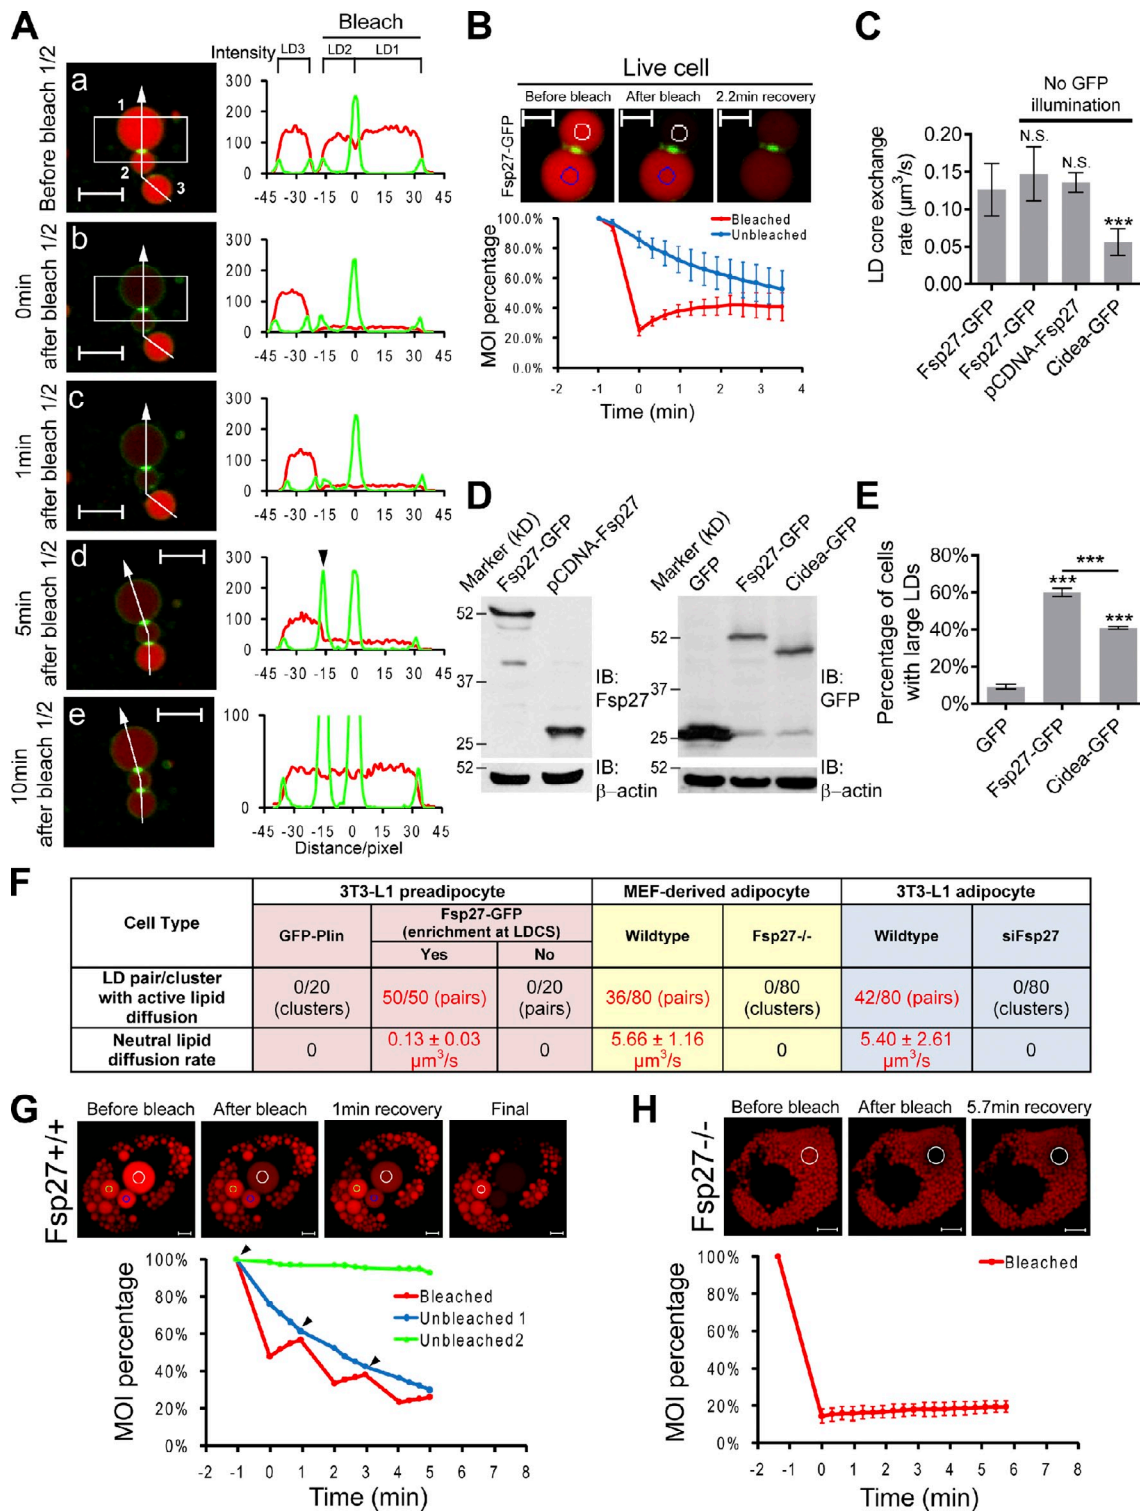 A
Before bleach 1/2
a
1
2
3
Intensity
Bleach
LD3
LD2
LD1
300
200
100
0
-45 -30 -15 0 15 30 45
0min
after bleach 1/2
b
300
200
100
0
-45 -30 -15 0 15 30 45
1min
after bleach 1/2
c
300
200
100
0
-45 -30 -15 0 15 30 45
5min
after bleach 1/2
d
300
200
100
0
-45 -30 -15 0 15 30 45
10min
after bleach 1/2
e
100
0
-45 -30 -15 0 15 30 45
Distance/pixel
B
Live cell
Before bleach After bleach 2.2min recovery
Fsp27-GFP
MOI percentage
100.0%
80.0%
60.0%
40.0%
20.0%
0.0%
Bleached
Unbleached
-2 -1 0 1 2 3 4
Time (min)
C
No GFP
illumination
LD core exchange
rate (µm³/s)
0.20
0.15
0.10
0.05
0.00
N.S.
N.S.
***
Fsp27-GFP
Fsp27-GFP
pCDNA-Fsp27
Cidea-GFP
D
Marker (kD)
Fsp27-GFP
pCDNA-Fsp27
52
37
25
52
IB:
Fsp27
IB:
β-actin
Marker (kD)
GFP
Fsp27-GFP
Cidea-GFP
52
37
25
52
IB:
GFP
IB:
β-actin
E
Percentage of cells
with large LDs
80%
60%
40%
20%
0%
***
***
***
GFP
Fsp27-GFP
Cidea-GFP
F
Cell Type
3T3-L1 preadipocyte
MEF-derived adipocyte
3T3-L1 adipocyte
GFP-Plin
Fsp27-GFP
(enrichment at LDCS)
Yes
No
Wildtype
Fsp27-/-
Wildtype
siFsp27
LD pair/cluster
with active lipid
diffusion
0/20
(clusters)
50/50 (pairs)
0/20
(pairs)
36/80 (pairs)
0/80
(clusters)
42/80 (pairs)
0/80
(clusters)
Neutral lipid
diffusion rate
0
0.13 ± 0.03
µm³/s
0
5.66 ± 1.16
µm³/s
0
5.40 ± 2.61
µm³/s
0
G
Before bleach After bleach 1min recovery Final
Fsp27+/+
MOI percentage
100%
80%
60%
40%
20%
0%
Bleached
Unbleached 1
Unbleached2
-2 -1 0 1 2 3 4 5 6
Time (min)
H
Before bleach After bleach 5.7min recovery
Fsp27-/-
MOI percentage
100%
80%
60%
40%
20%
0%
Bleached
-2 -1 0 1 2 3 4 5 6 7 8
Time (min)